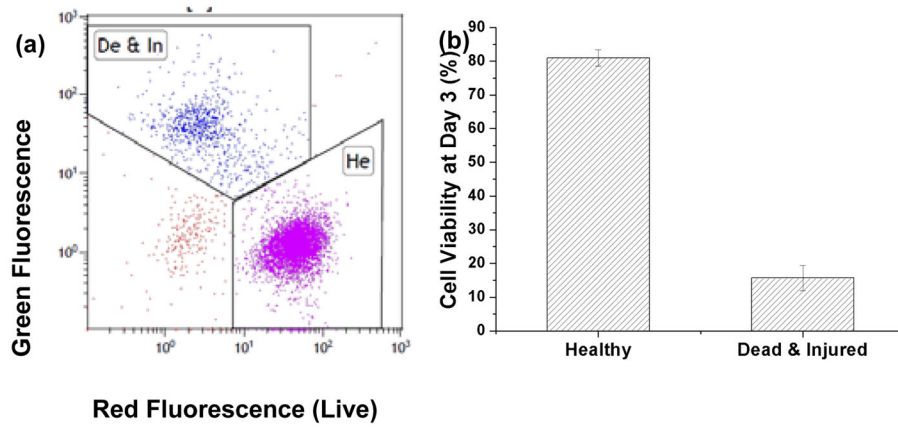 (a)
De & In
He
10³
10²
10¹
10⁰
10⁰ 10¹ 10² 10³
Green Fluorescence
Red Fluorescence (Live)
(b)
Cell Viability at Day 3 (%)
90
80
70
60
50
40
30
20
10
0
Healthy Dead & Injured